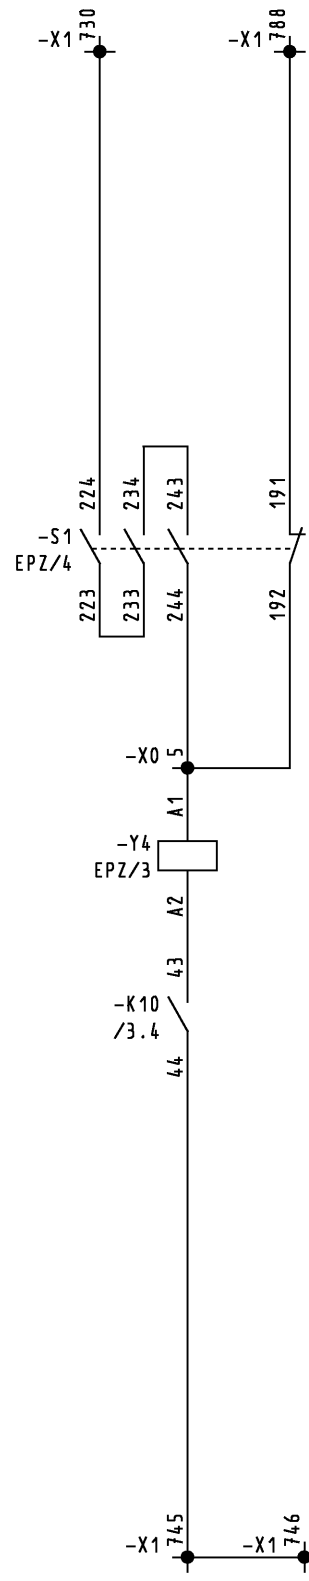 -X1 730
-X1 788
224
234
243
191
-S1
EPZ/4
223
233
244
192
-X0 5
A1
-Y4
EPZ/3
A2
43
-K10
/3.4
44
-X1 745
-X1 746